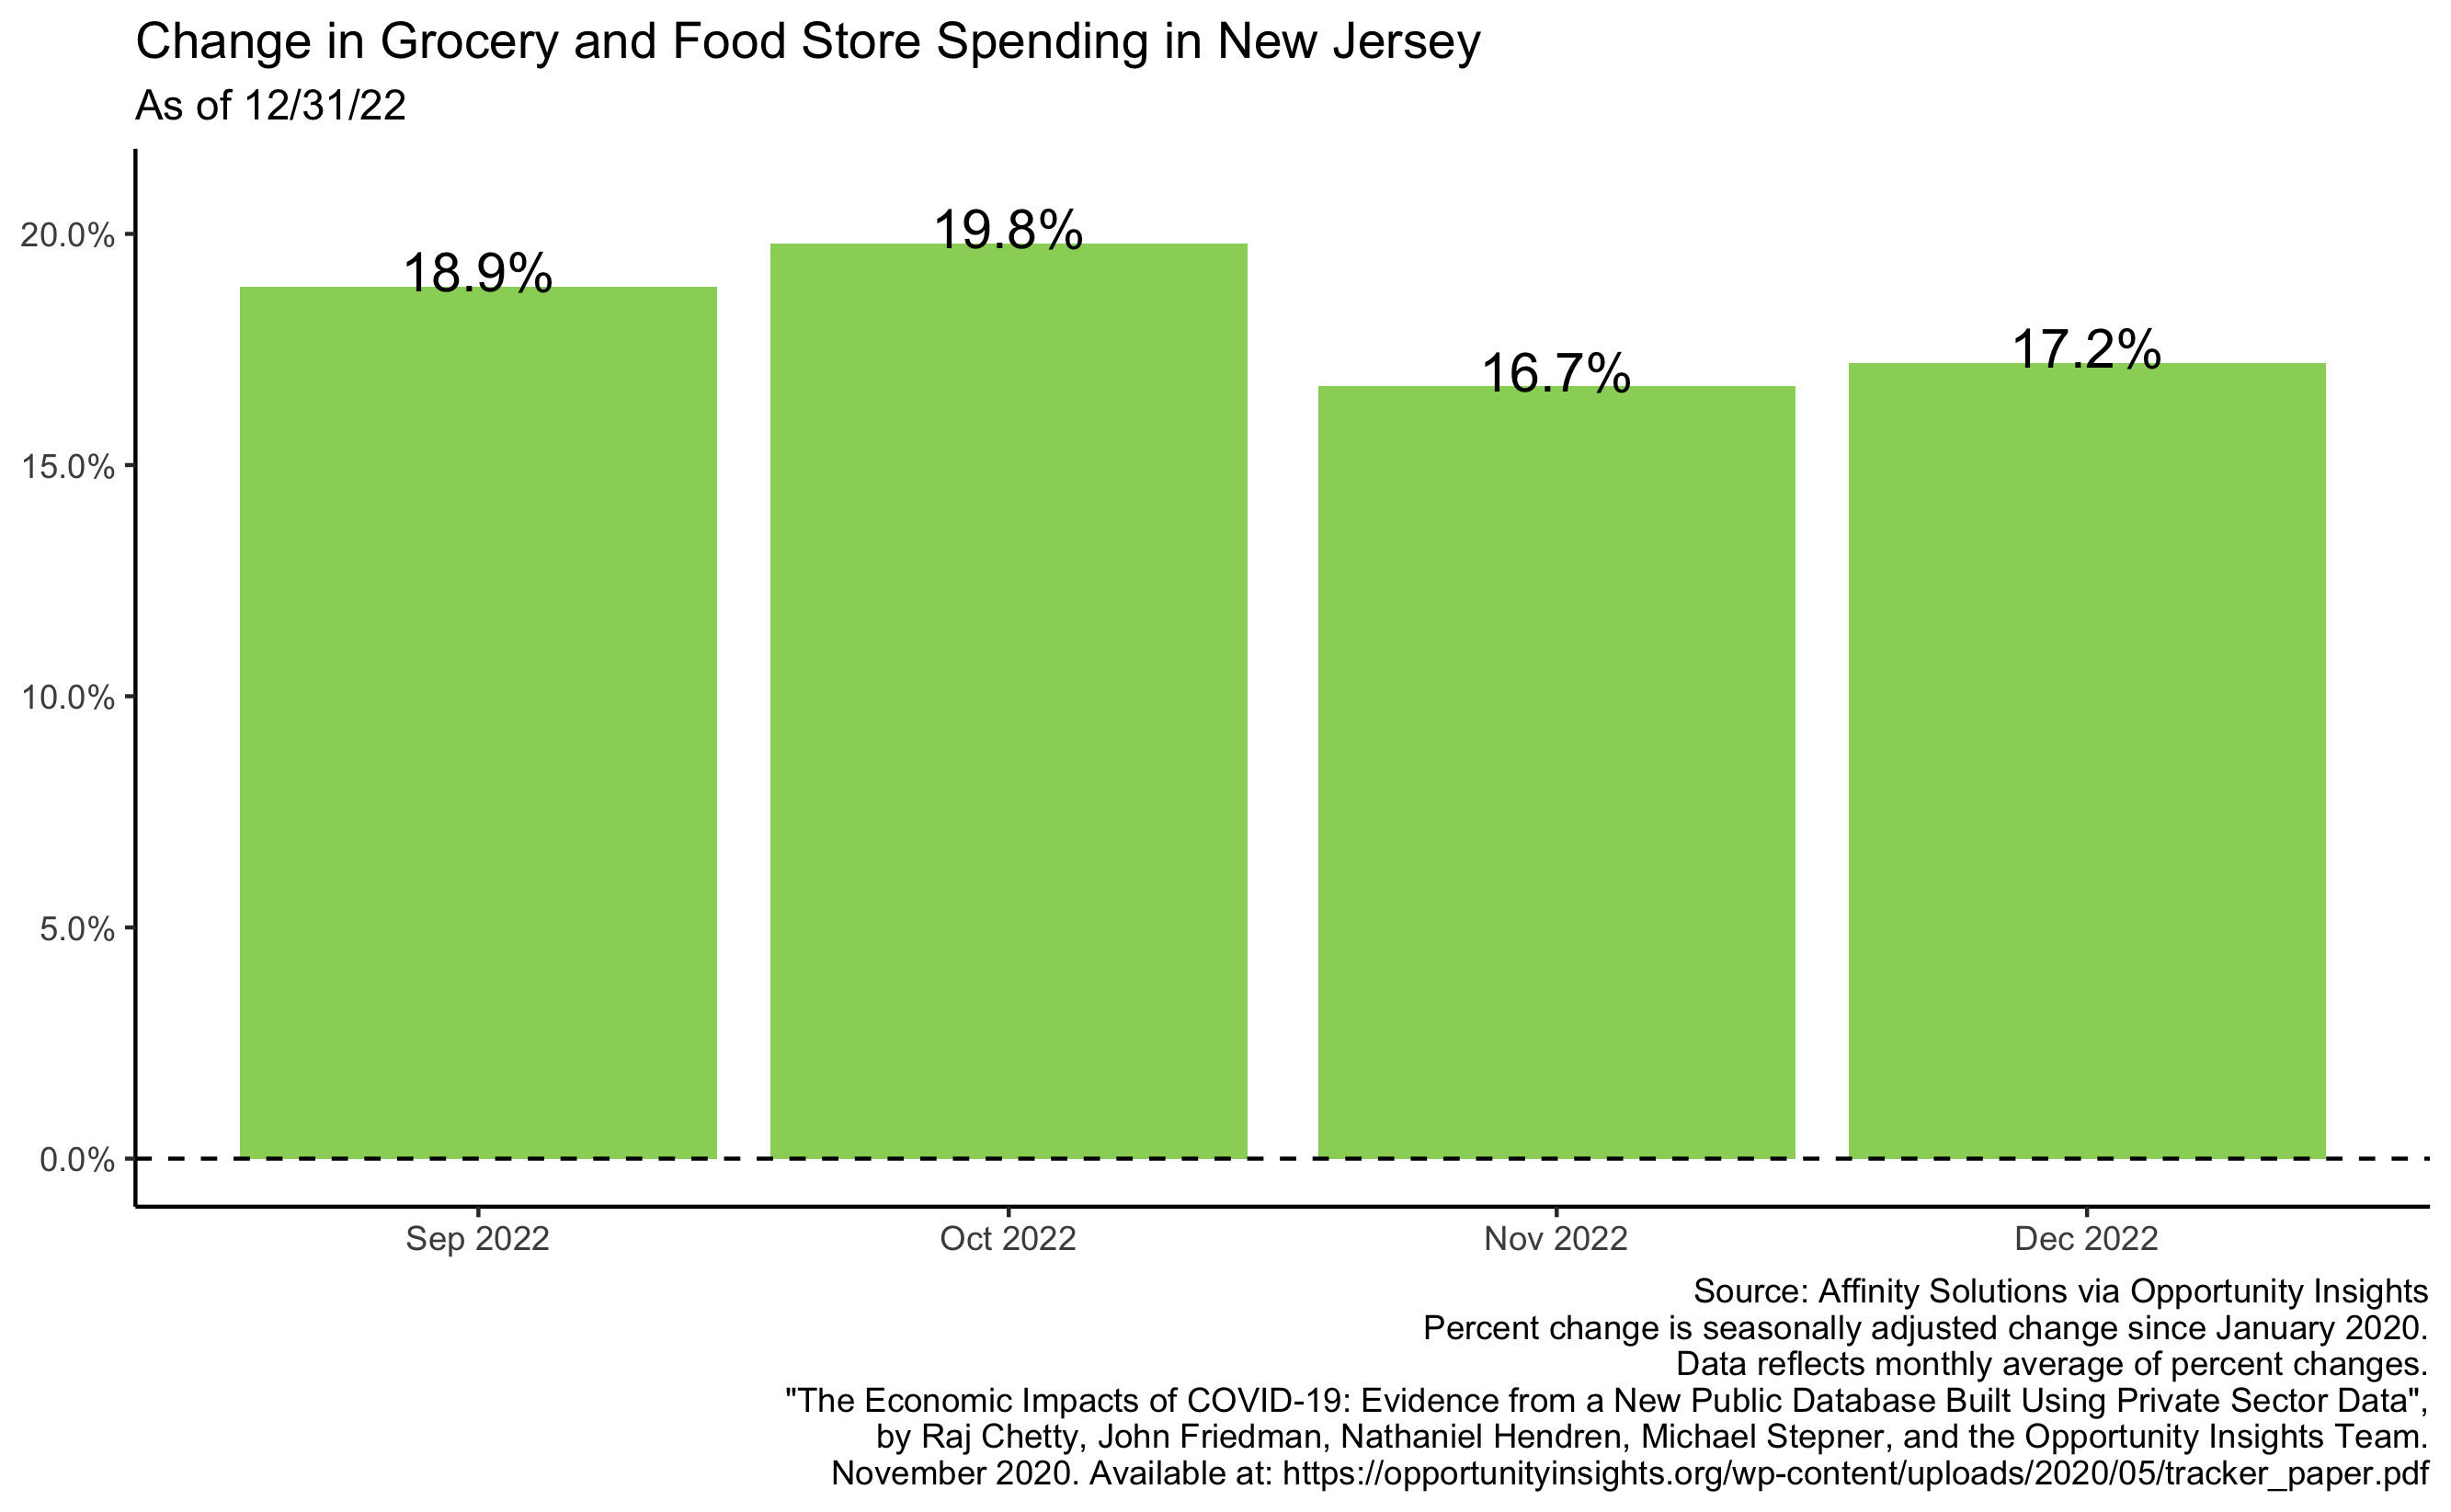 Change in Grocery and Food Store Spending in New Jersey
As of 12/31/22
20.0%
15.0%
10.0%
5.0%
0.0%
18.9%
19.8%
16.7%
17.2%
Sep 2022
Oct 2022
Nov 2022
Dec 2022
Source: Affinity Solutions via Opportunity Insights
Percent change is seasonally adjusted change since January 2020.
Data reflects monthly average of percent changes.
"The Economic Impacts of COVID-19: Evidence from a New Public Database Built Using Private Sector Data",
by Raj Chetty, John Friedman, Nathaniel Hendren, Michael Stepner, and the Opportunity Insights Team.
November 2020. Available at: https://opportunityinsights.org/wp-content/uploads/2020/05/tracker_paper.pdf